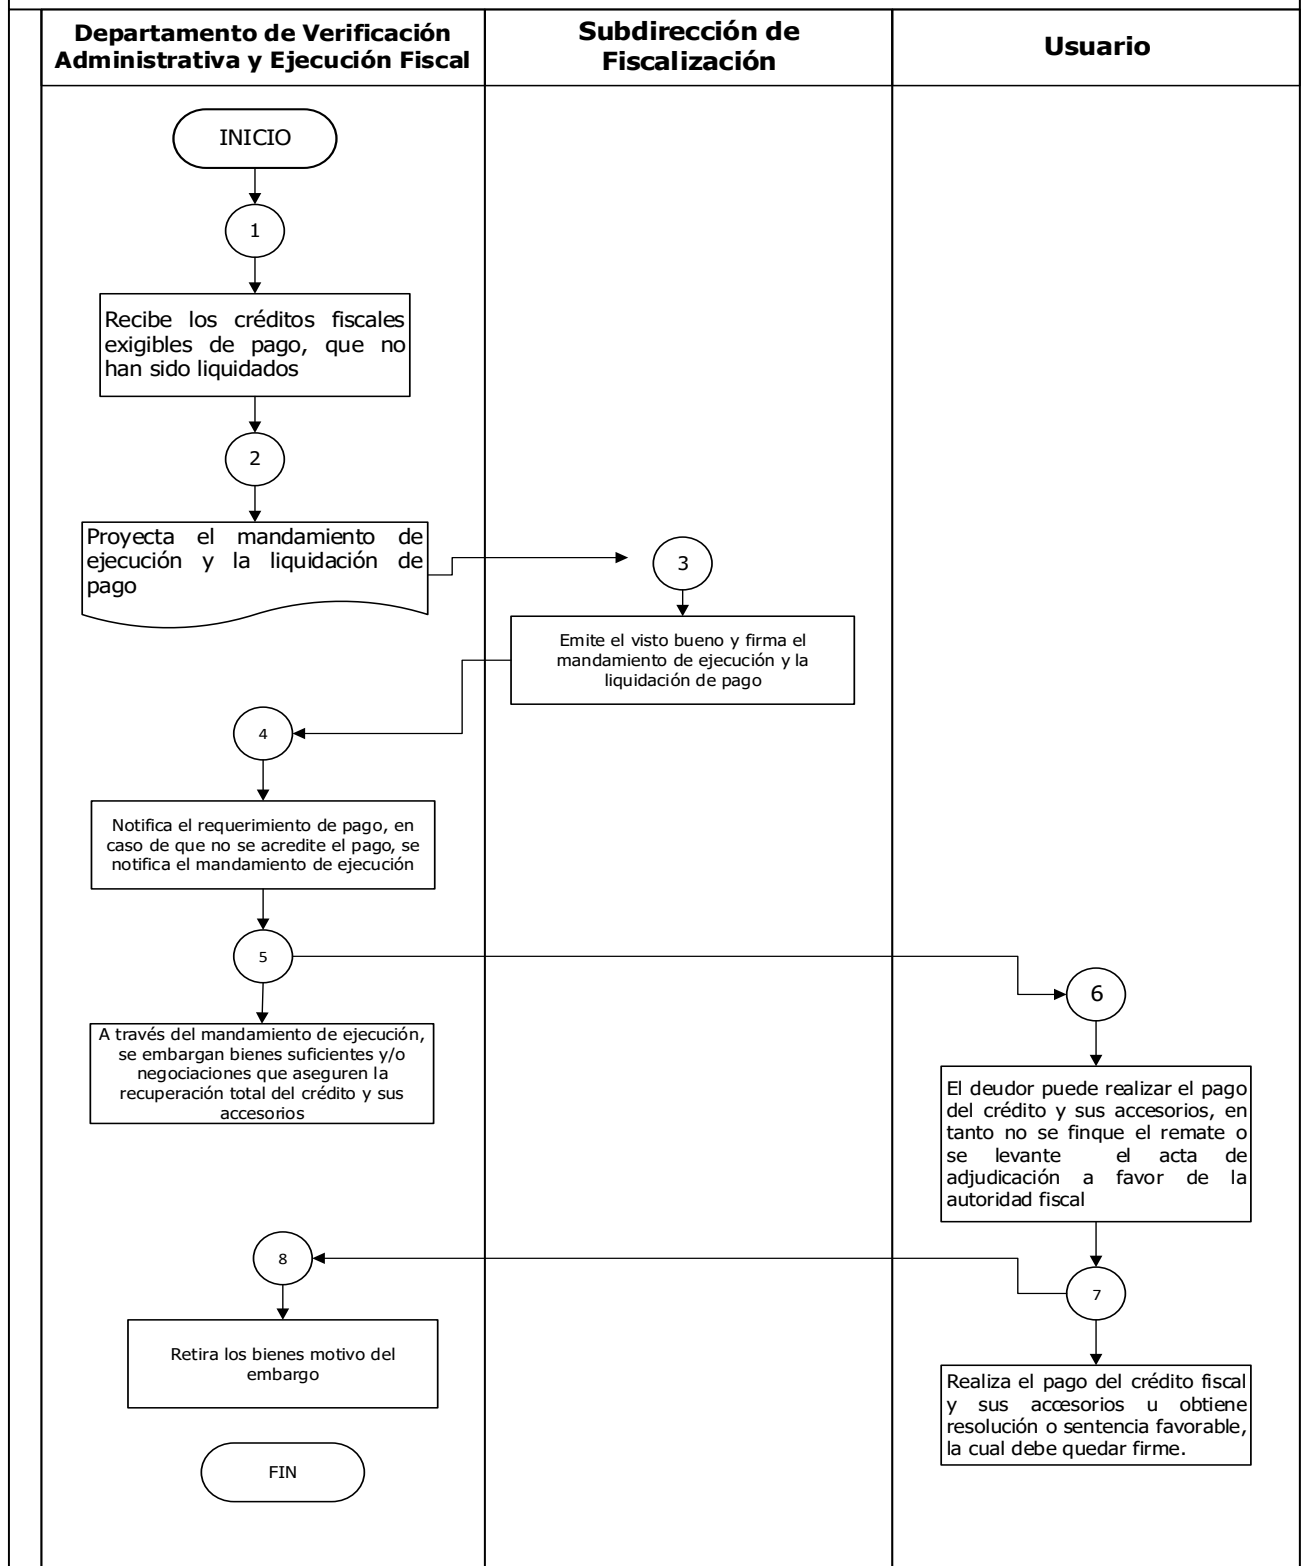 Departamento de Verificación
Administrativa y Ejecución Fiscal
Subdirección de
Fiscalización
Usuario
INICIO
1
Recibe los créditos fiscales
exigibles de pago, que no
han sido liquidados
2
Proyecta el mandamiento de
ejecución y la liquidación de
pago
3
Emite el visto bueno y firma el
mandamiento de ejecución y la
liquidación de pago
4
Notifica el requerimiento de pago, en
caso de que no se acredite el pago, se
notifica el mandamiento de ejecución
5
A través del mandamiento de ejecución,
se embargan bienes suficientes y/o
negociaciones que aseguren la
recuperación total del crédito y sus
accesorios
6
El deudor puede realizar el pago
del crédito y sus accesorios, en
tanto no se finque el remate o
se levante el acta de
adjudicación a favor de la
autoridad fiscal
7
Realiza el pago del crédito fiscal
y sus accesorios u obtiene
resolución o sentencia favorable,
la cual debe quedar firme.
8
Retira los bienes motivo del
embargo
FIN